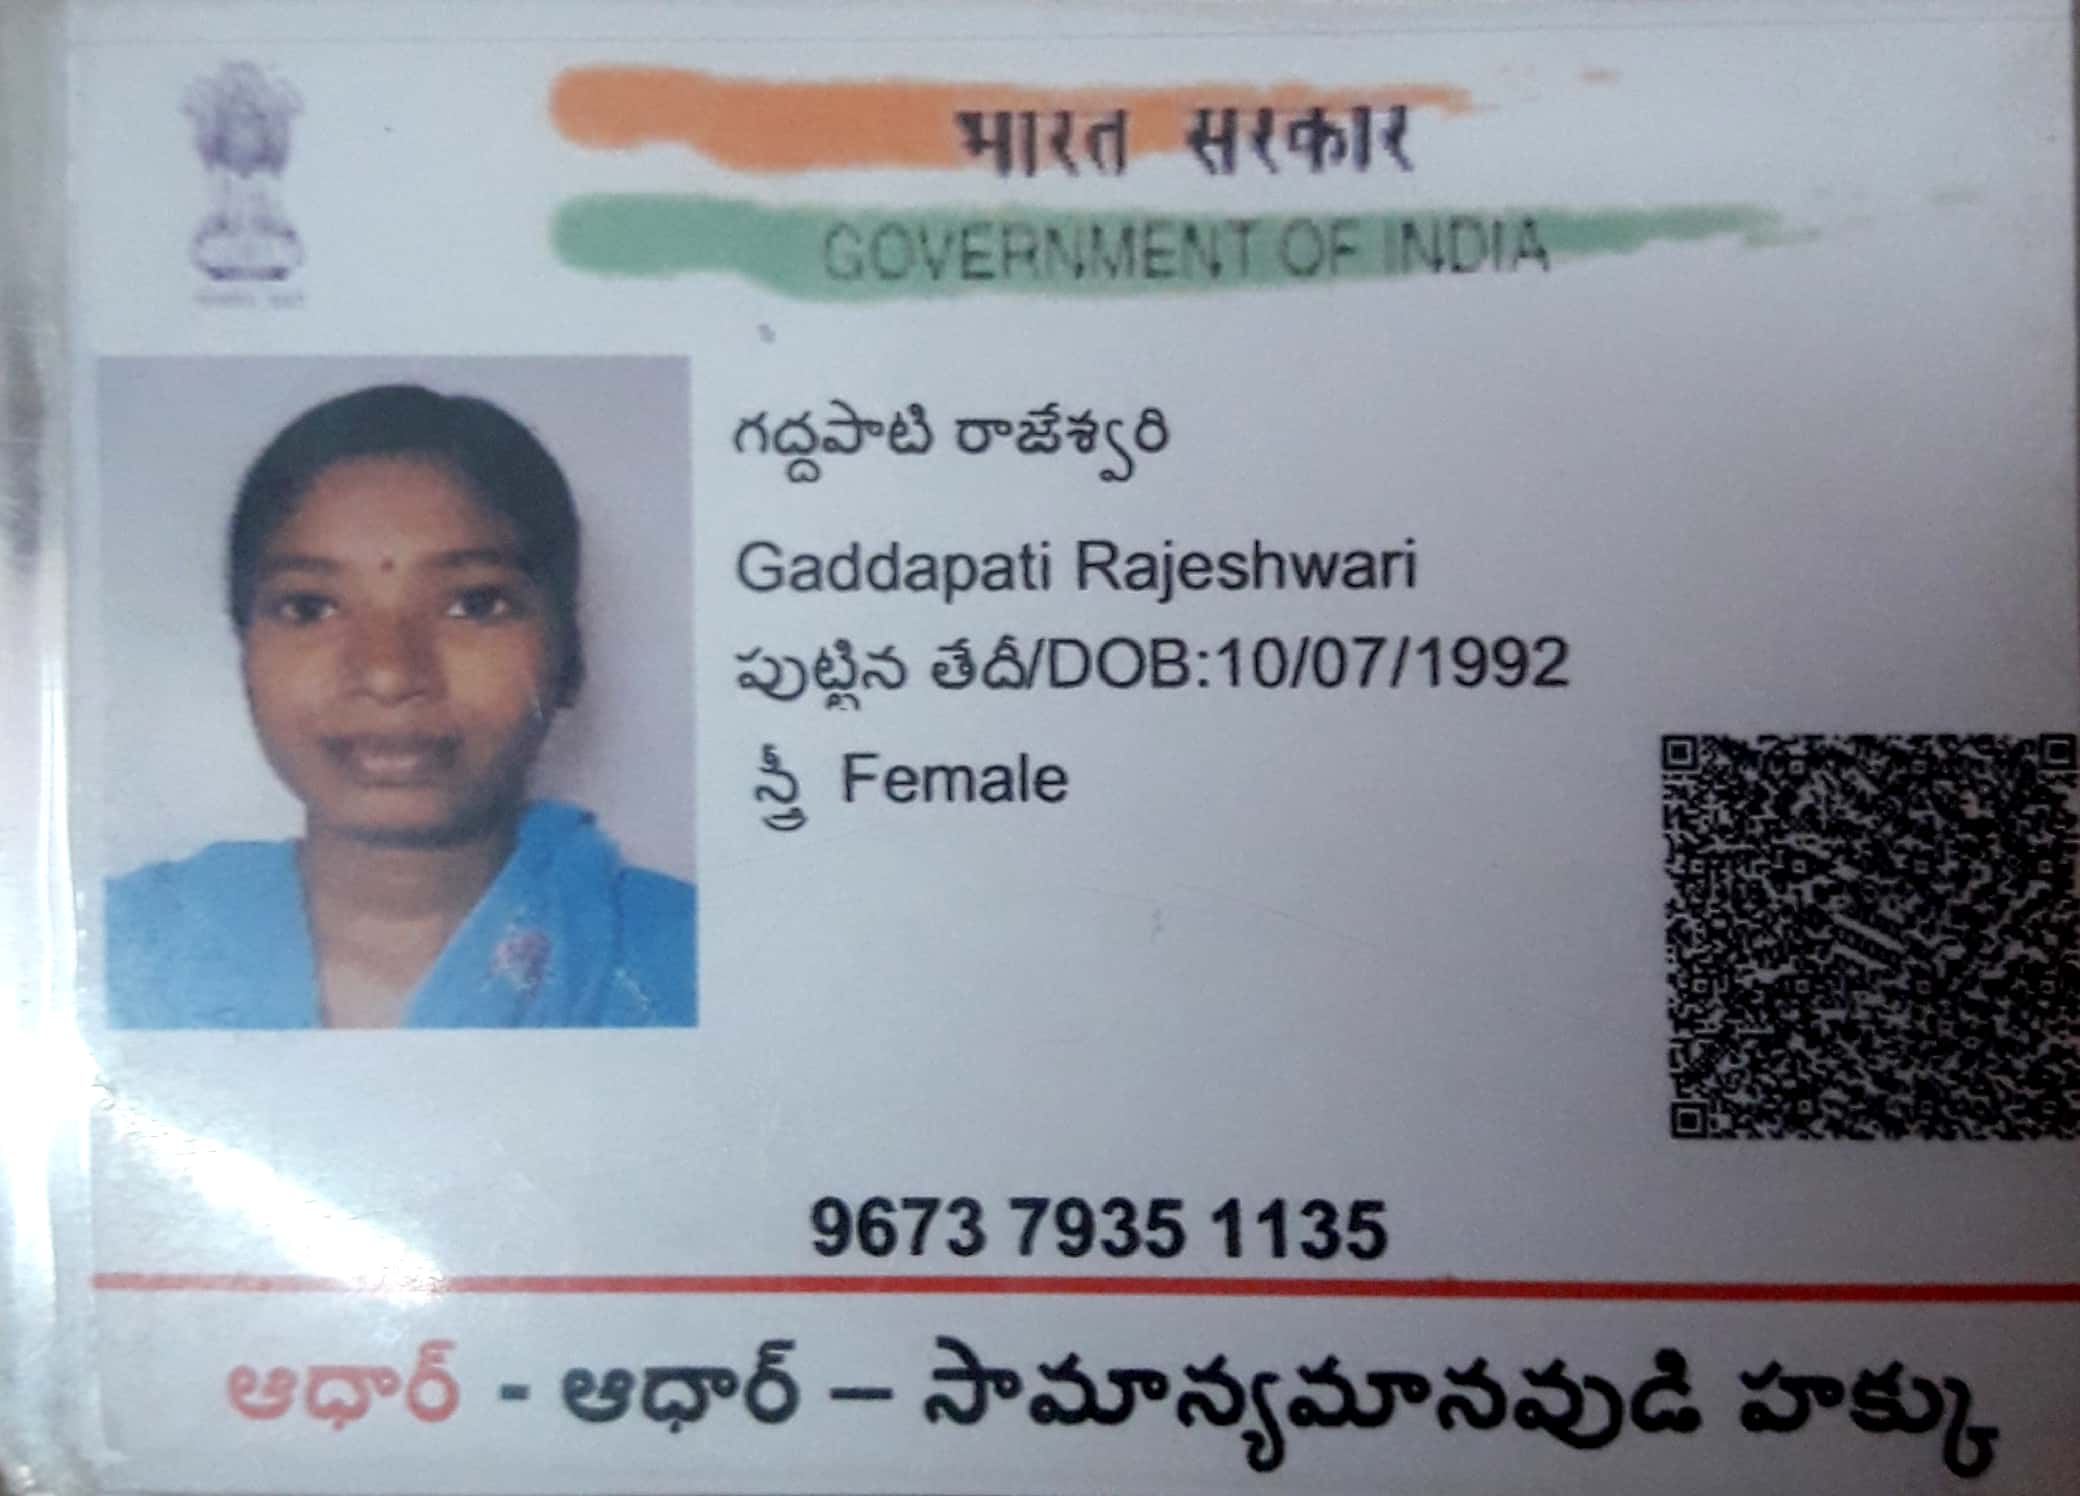 भारत सरकार
GOVERNMENT OF INDIA
గద్దపాటి రాజేశ్వరి
Gaddapati Rajeshwari
పుట్టిన తేదీ/DOB:10/07/1992
స్త్రీ Female
9673 7935 1135
ఆధార్ - ఆధార్ – సామాన్యమానవుడి హక్కు